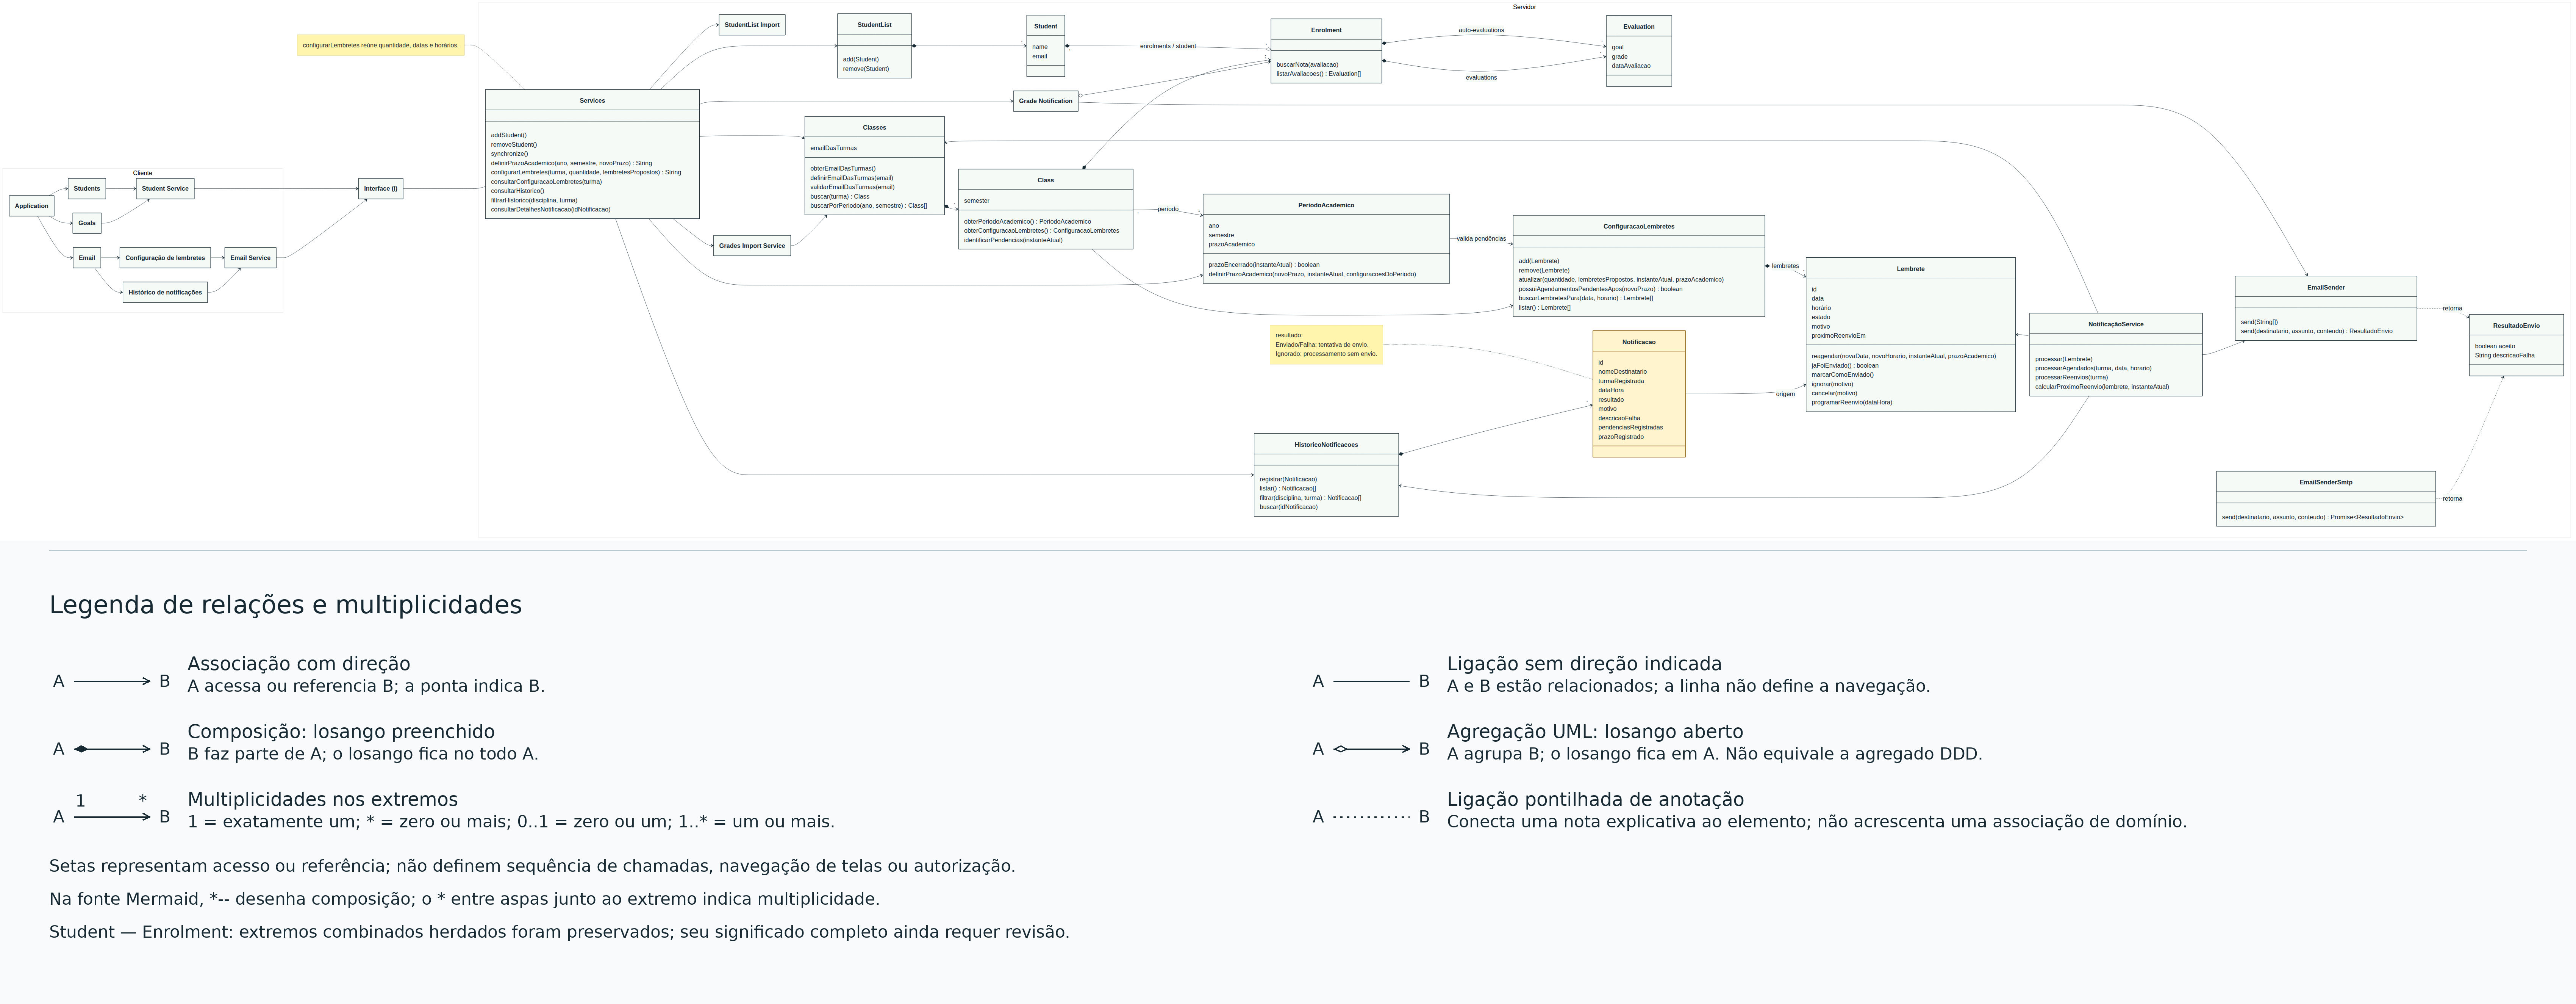 Servidor
configurarLembretes reúne quantidade, datas e horários.
StudentList Import
StudentList
add(Student)
remove(Student)
Student
name
email
enrolments / student
Enrolment
buscarNota(avaliacao)
listarAvaliacoes() : Evaluation[]
auto-evaluations
evaluations
Evaluation
goal
grade
dataAvaliacao
Grade Notification
Services
addStudent()
removeStudent()
synchronize()
definirPrazoAcademico(ano, semestre, novoPrazo) : String
configurarLembretes(turma, quantidade, lembretesPropostos) : String
consultarConfiguracaoLembretes(turma)
consultarHistorico()
filtrarHistorico(disciplina, turma)
consultarDetalhesNotificacao(idNotificacao)
Classes
emailDasTurmas
obterEmailDasTurmas()
definirEmailDasTurmas(email)
validarEmailDasTurmas(email)
buscar(turma) : Class
buscarPorPeriodo(ano, semestre) : Class[]
Grades Import Service
Cliente
Application
Students
Student Service
Goals
Email
Configuração de lembretes
Email Service
Histórico de notificações
Interface (i)
Class
semester
obterPeriodoAcademico() : PeriodoAcademico
obterConfiguracaoLembretes() : ConfiguracaoLembretes
identificarPendencias(instanteAtual)
período
PeriodoAcademico
ano
semestre
prazoAcademico
prazoEncerrado(instanteAtual) : boolean
definirPrazoAcademico(novoPrazo, instanteAtual, configuracoesDoPeriodo)
valida pendências
ConfiguracaoLembretes
add(Lembrete)
remove(Lembrete)
atualizar(quantidade, lembretesPropostos, instanteAtual, prazoAcademico)
possuiAgendamentosPendentesApos(novoPrazo) : boolean
buscarLembretesPara(data, horario) : Lembrete[]
listar() : Lembrete[]
lembretes
Lembrete
id
data
horário
estado
motivo
proximoReenvioEm
reagendar(novaData, novoHorario, instanteAtual, prazoAcademico)
jaFoiEnviado() : boolean
marcarComoEnviado()
ignorar(motivo)
cancelar(motivo)
programarReenvio(dataHora)
NotificaçãoService
processar(Lembrete)
processarAgendados(turma, data, horario)
processarReenvios(turma)
calcularProximoReenvio(lembrete, instanteAtual)
EmailSender
send(String[])
send(destinatario, assunto, conteudo) : ResultadoEnvio
retorna
ResultadoEnvio
boolean aceito
String descricaoFalha
resultado:
Enviado/Falha: tentativa de envio.
Ignorado: processamento sem envio.
Notificacao
id
nomeDestinatario
turmaRegistrada
dataHora
resultado
motivo
descricaoFalha
pendenciasRegistradas
prazoRegistrado
origem
HistoricoNotificacoes
registrar(Notificacao)
listar() : Notificacao[]
filtrar(disciplina, turma) : Notificacao[]
buscar(idNotificacao)
EmailSenderSmtp
send(destinatario, assunto, conteudo) : Promise<ResultadoEnvio>
retorna
Legenda de relações e multiplicidades
A B Associação com direção
A acessa ou referencia B; a ponta indica B.
A B Ligação sem direção indicada
A e B estão relacionados; a linha não define a navegação.
A B Composição: losango preenchido
B faz parte de A; o losango fica no todo A.
A B Agregação UML: losango aberto
A agrupa B; o losango fica em A. Não equivale a agregado DDD.
1 *
A B Multiplicidades nos extremos
1 = exatamente um; * = zero ou mais; 0..1 = zero ou um; 1..* = um ou mais.
A B Ligação pontilhada de anotação
Conecta uma nota explicativa ao elemento; não acrescenta uma associação de domínio.
Setas representam acesso ou referência; não definem sequência de chamadas, navegação de telas ou autorização.
Na fonte Mermaid, *-- desenha composição; o * entre aspas junto ao extremo indica multiplicidade.
Student — Enrolment: extremos combinados herdados foram preservados; seu significado completo ainda requer revisão.